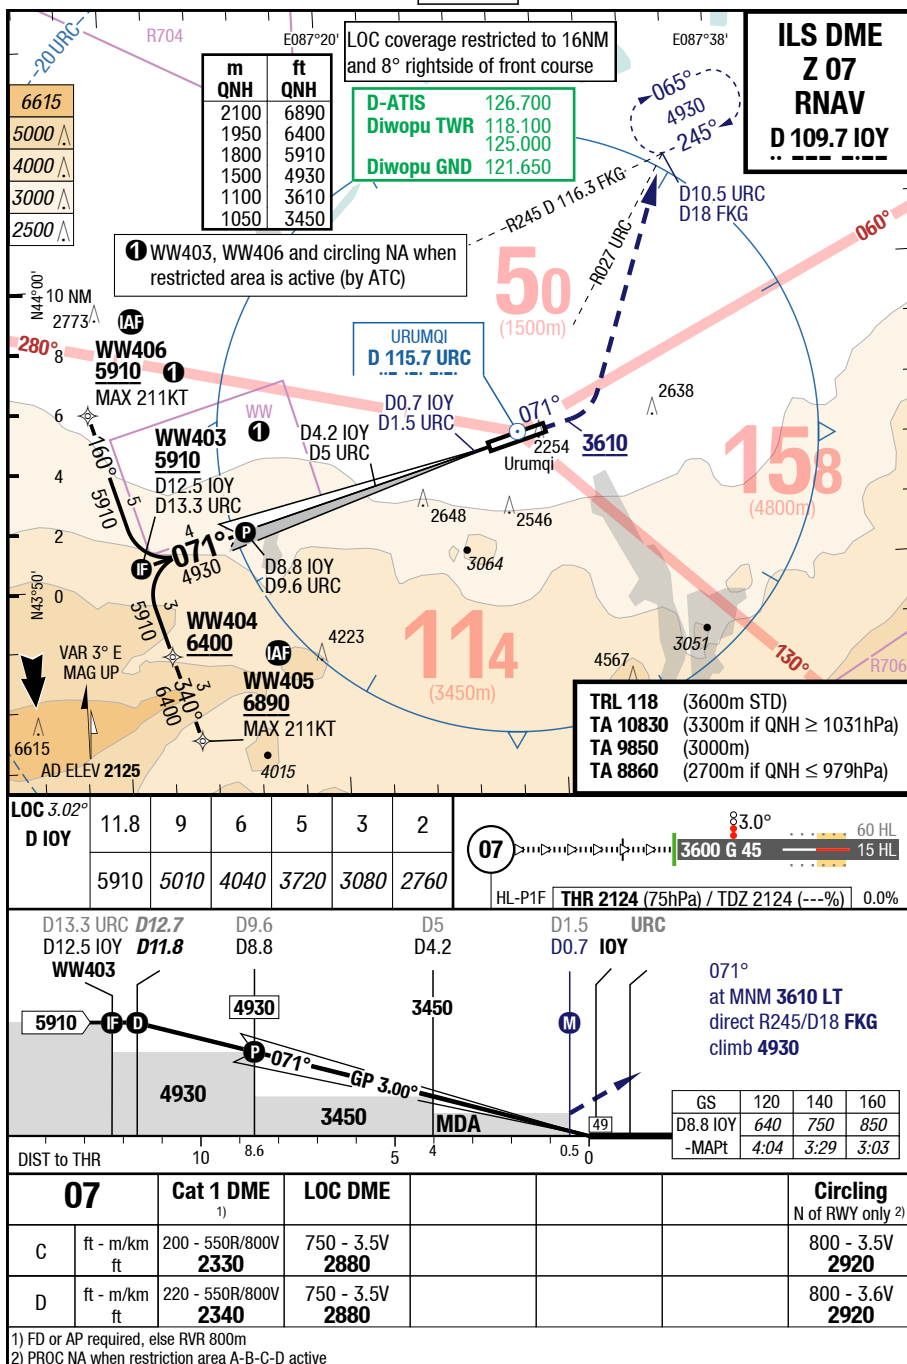 ILS DME
Z 07
RNAV
D 109.7 IOY
LOC coverage restricted to 16NM
and 8° rightside of front course
R704
E087°20'
E087°38'
20 URC
6615
5000
4000
3000
2500
m ft
QNH QNH
2100 6890
1950 6400
1800 5910
1500 4930
1100 3610
1050 3450
D-ATIS 126.700
Diwopu TWR 118.100
125.000
Diwopu GND 121.650
065°
4930
245°
D10.5 URC
D18 FKG
R245 D 116.3 FKG
R027 URC
060°
1 WW403, WW406 and circling NA when
restricted area is active (by ATC)
50
(1500m)
N44°00'
10 NM
2773
IAF
WW406
5910
MAX 211KT
1
280°
8
URUMQI
D 115.7 URC
D0.7 IOY
D1.5 URC
071°
3610
2638
2254
Urumqi
6
WW
1
WW403
5910
D12.5 IOY
D13.3 URC
D4.2 IOY
D5 URC
160°
5910
5
4
158
(4800m)
2648
2546
3064
4
071°
4930
P
D8.8 IOY
D9.6 URC
2
IF
N43°50'
0
5910
3
WW404
6400
114
(3450m)
3051
130°
4223
IAF
WW405
6890
MAX 211KT
340°
6400
3
4567
R706
VAR 3° E
MAG UP
6615
AD ELEV 2125
4015
TRL 118 (3600m STD)
TA 10830 (3300m if QNH ≥ 1031hPa)
TA 9850 (3000m)
TA 8860 (2700m if QNH ≤ 979hPa)
LOC 3.02°
D IOY
11.8 9 6 5 3 2
5910 5010 4040 3720 3080 2760
07
3.0°
60 HL
3600 G 45
15 HL
HL-P1F THR 2124 (75hPa) / TDZ 2124 (---%) 0.0%
D13.3 URC D12.7 D9.6 D5 D1.5 URC
D12.5 IOY D11.8 D8.8 D4.2 D0.7 IOY
WW403
5910
IF
D
4930
3450
M
P
071°
GP 3.00°
4930
3450
MDA
49
071°
at MNM 3610 LT
direct R245/D18 FKG
climb 4930
GS 120 140 160
D8.8 IOY 640 750 850
-MAPt 4:04 3:29 3:03
DIST to THR 10 8.6 5 4 0.5 0
07 Cat 1 DME 1) LOC DME Circling
N of RWY only 2)
C ft - m/km 200 - 550R/800V 750 - 3.5V 800 - 3.5V
ft 2330 2880 2920
D ft - m/km 220 - 550R/800V 750 - 3.5V 800 - 3.6V
ft 2340 2880 2920
1) FD or AP required, else RVR 800m
2) PROC NA when restriction area A-B-C-D active